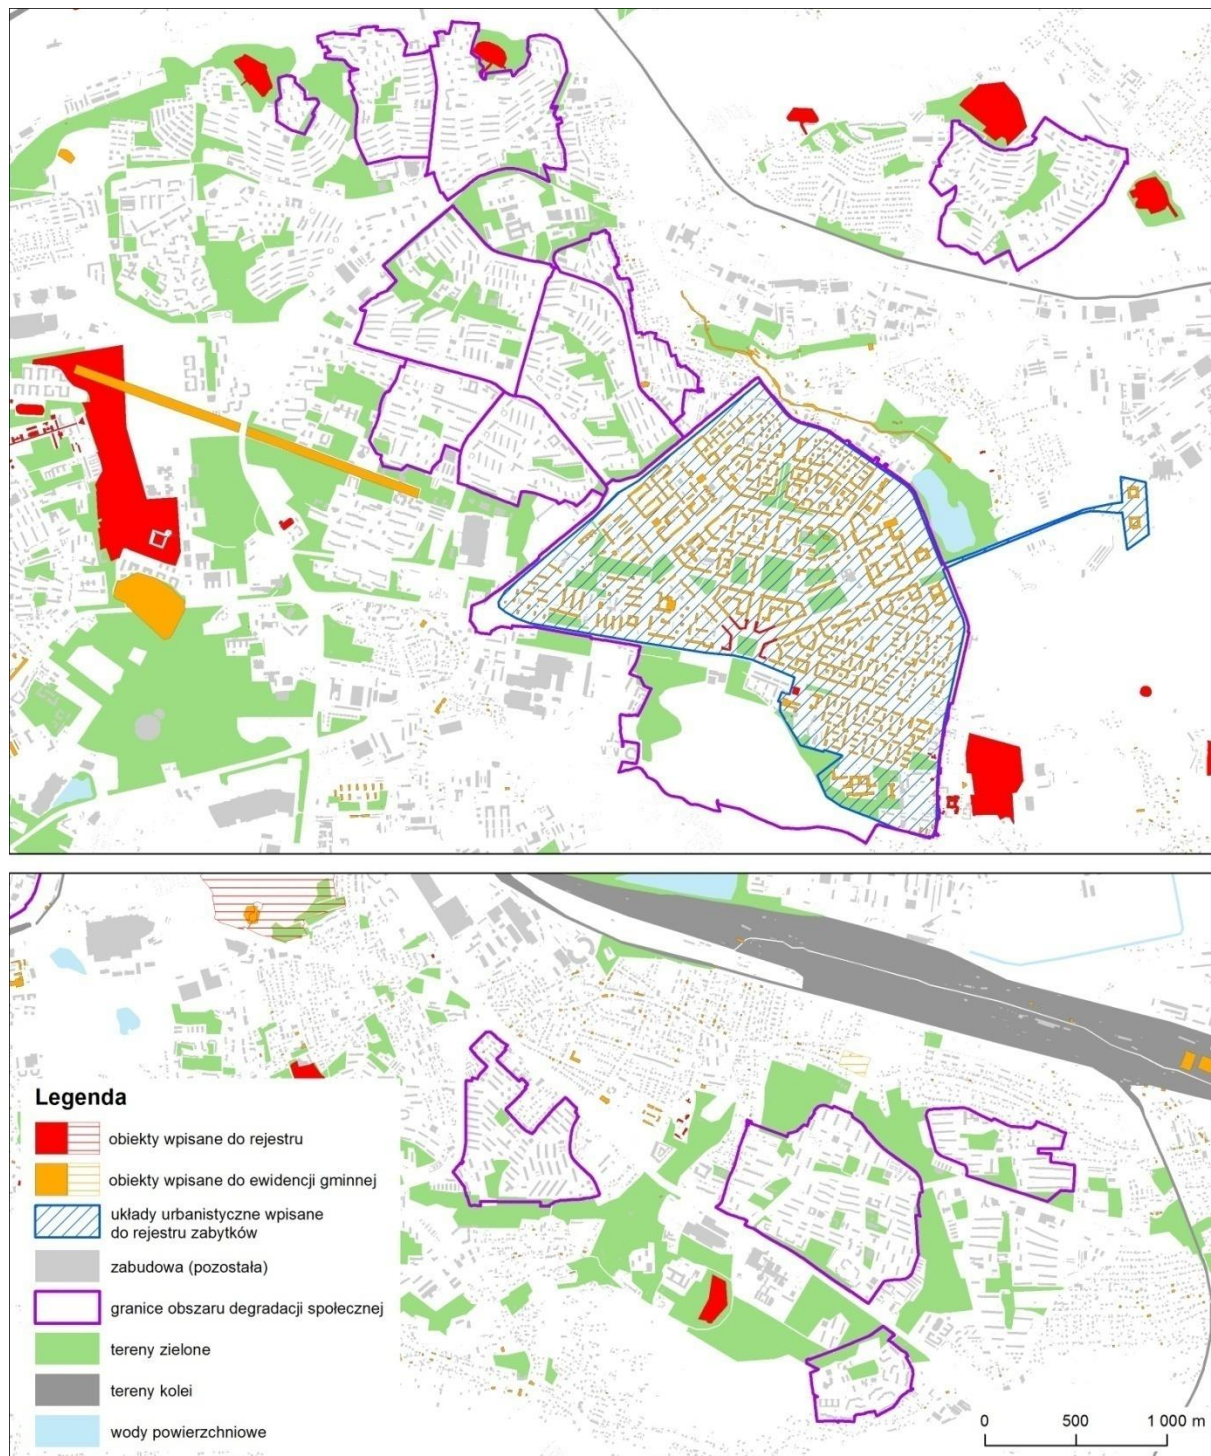 Legenda
obiekty wpisane do rejestru
obiekty wpisane do ewidencji gminnej
układy urbanistyczne wpisane
do rejestru zabytków
zabudowa (pozostała)
granice obszaru degradacji społecznej
tereny zielone
tereny kolei
wody powierzchniowe
0 500 1 000 m